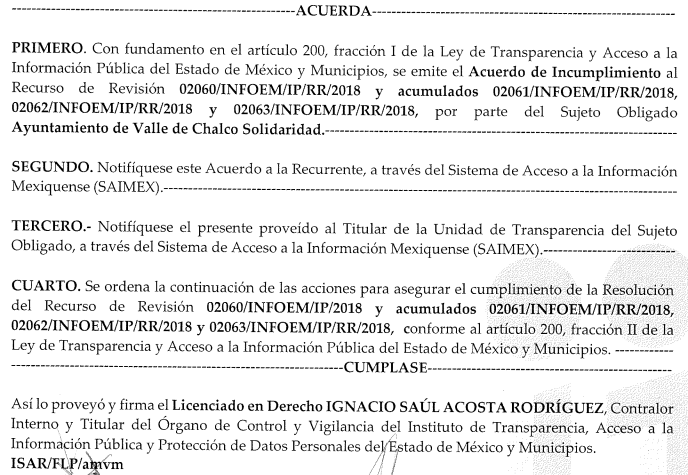 ---ACUERDA---
PRIMERO. Con fundamento en el artículo 200, fracción I de la Ley de Transparencia y Acceso a la
Información Pública del Estado de México y Municipios, se emite el Acuerdo de Incumplimiento al
Recurso de Revisión 02060/INFOEM/IP/RR/2018 y acumulados 02061/INFOEM/IP/RR/2018,
02062/INFOEM/IP/RR/2018 y 02063/INFOEM/IP/RR/2018, por parte del Sujeto Obligado
Ayuntamiento de Valle de Chalco Solidaridad.---
SEGUNDO. Notifíquese este Acuerdo a la Recurrente, a través del Sistema de Acceso a la Información
Mexiquense (SAIMEX).---
TERCERO.- Notifíquese el presente proveído al Titular de la Unidad de Transparencia del Sujeto
Obligado, a través del Sistema de Acceso a la Información Mexiquense (SAIMEX).---
CUARTO. Se ordena la continuación de las acciones para asegurar el cumplimiento de la Resolución
del Recurso de Revisión 02060/INFOEM/IP/2018 y acumulados 02061/INFOEM/IP/RR/2018,
02062/INFOEM/IP/RR/2018 y 02063/INFOEM/IP/RR/2018, conforme al artículo 200, fracción II de la
Ley de Transparencia y Acceso a la Información Pública del Estado de México y Municipios. ---
---CUMPLASE---
Así lo proveyó y firma el Licenciado en Derecho IGNACIO SAÚL ACOSTA RODRÍGUEZ, Contralor
Interno y Titular del Órgano de Control y Vigilancia del Instituto de Transparencia, Acceso a la
Información Pública y Protección de Datos Personales del Estado de México y Municipios.
ISAR/FLP/amvm